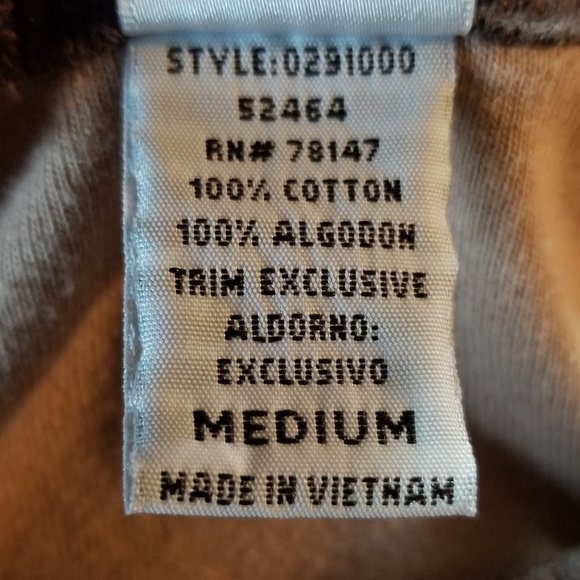 STYLE:0291000
52464
RN# 78147
100% COTTON
100% ALGODON
TRIM EXCLUSIVE
ALDORNO:
EXCLUSIVO
MEDIUM
MADE IN VIETNAM